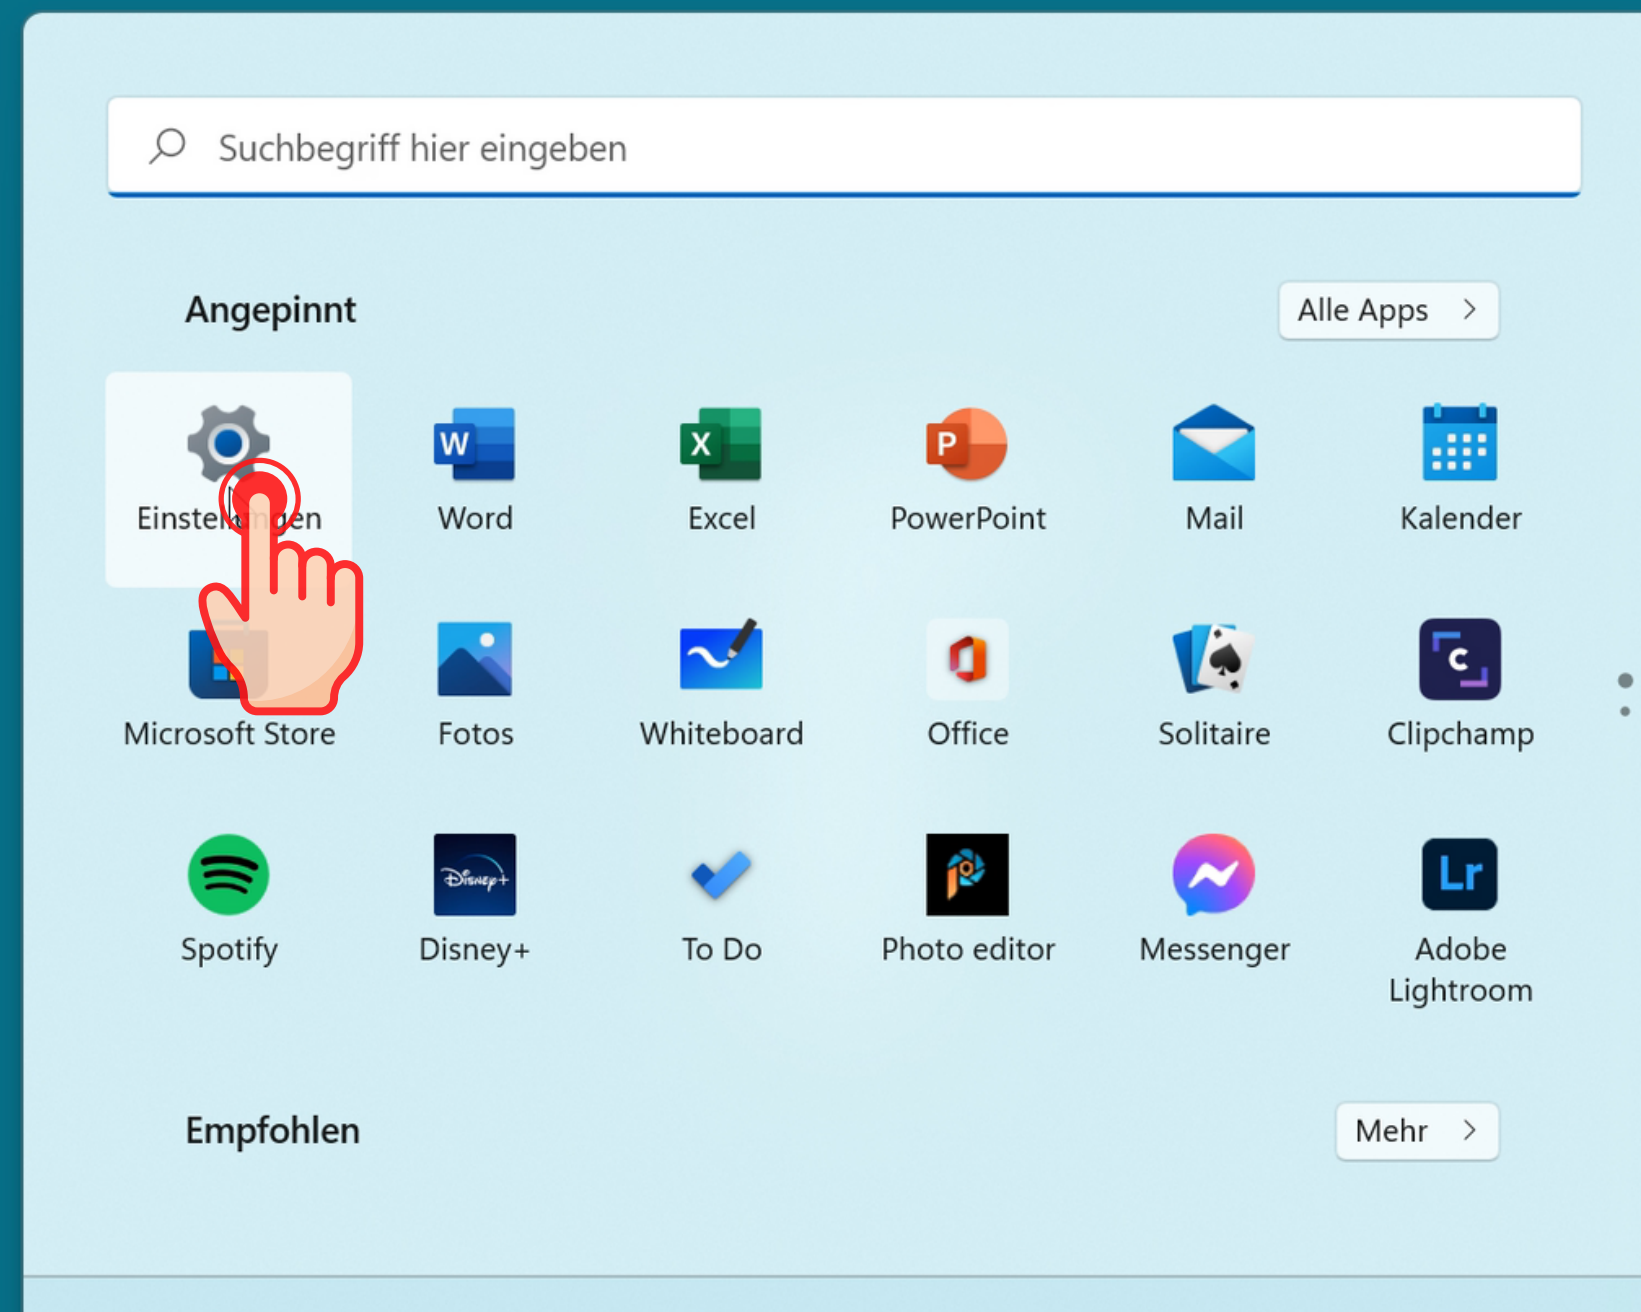 Suchbegriff hier eingeben
Angepinnt
Alle Apps
Einstellungen
Word
Excel
PowerPoint
Mail
Kalender
Microsoft Store
Fotos
Whiteboard
Office
Solitaire
Clipchamp
Spotify
Disney+
To Do
Photo editor
Messenger
Adobe
Lightroom
Empfohlen
Mehr